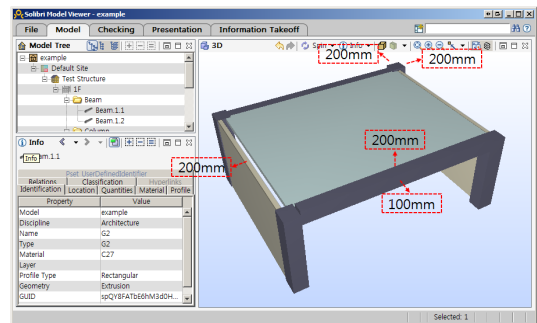 Solibri Model Viewer - example
File Model Checking Presentation Information Takeoff
Model Tree
3D
Spin
Info
example
Default Site
Test Structure
1F
Beam
Beam.1.1
Beam.1.2
Column
Info
Info
m.1.1
Pset UserDefinedIdentifier
Relations Classification Hyperlinks
Identification Location Quantities Material Profile
Property Value
Model example
Discipline Architecture
Name G2
Type G2
Material C27
Layer
Profile Type Rectangular
Geometry Extrusion
GUID spQY8FATbE6hM3d0H...
200mm
200mm
200mm
200mm
100mm
Selected: 1